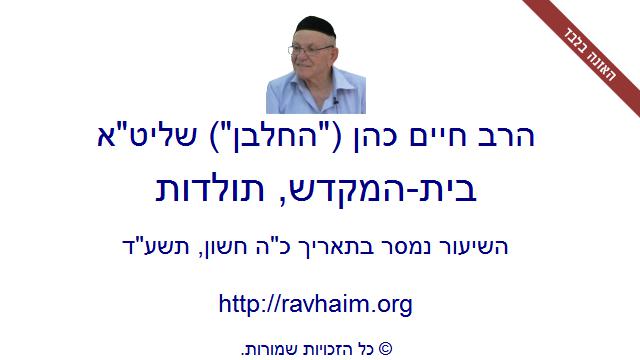 האזנה בלבד
הרב חיים כהן ("החלבן") שליט"א
בית-המקדש, תולדות
השיעור נמסר בתאריך כ"ה חשון, תשע"ד
http://ravhaim.org
© כל הזכויות שמורות.